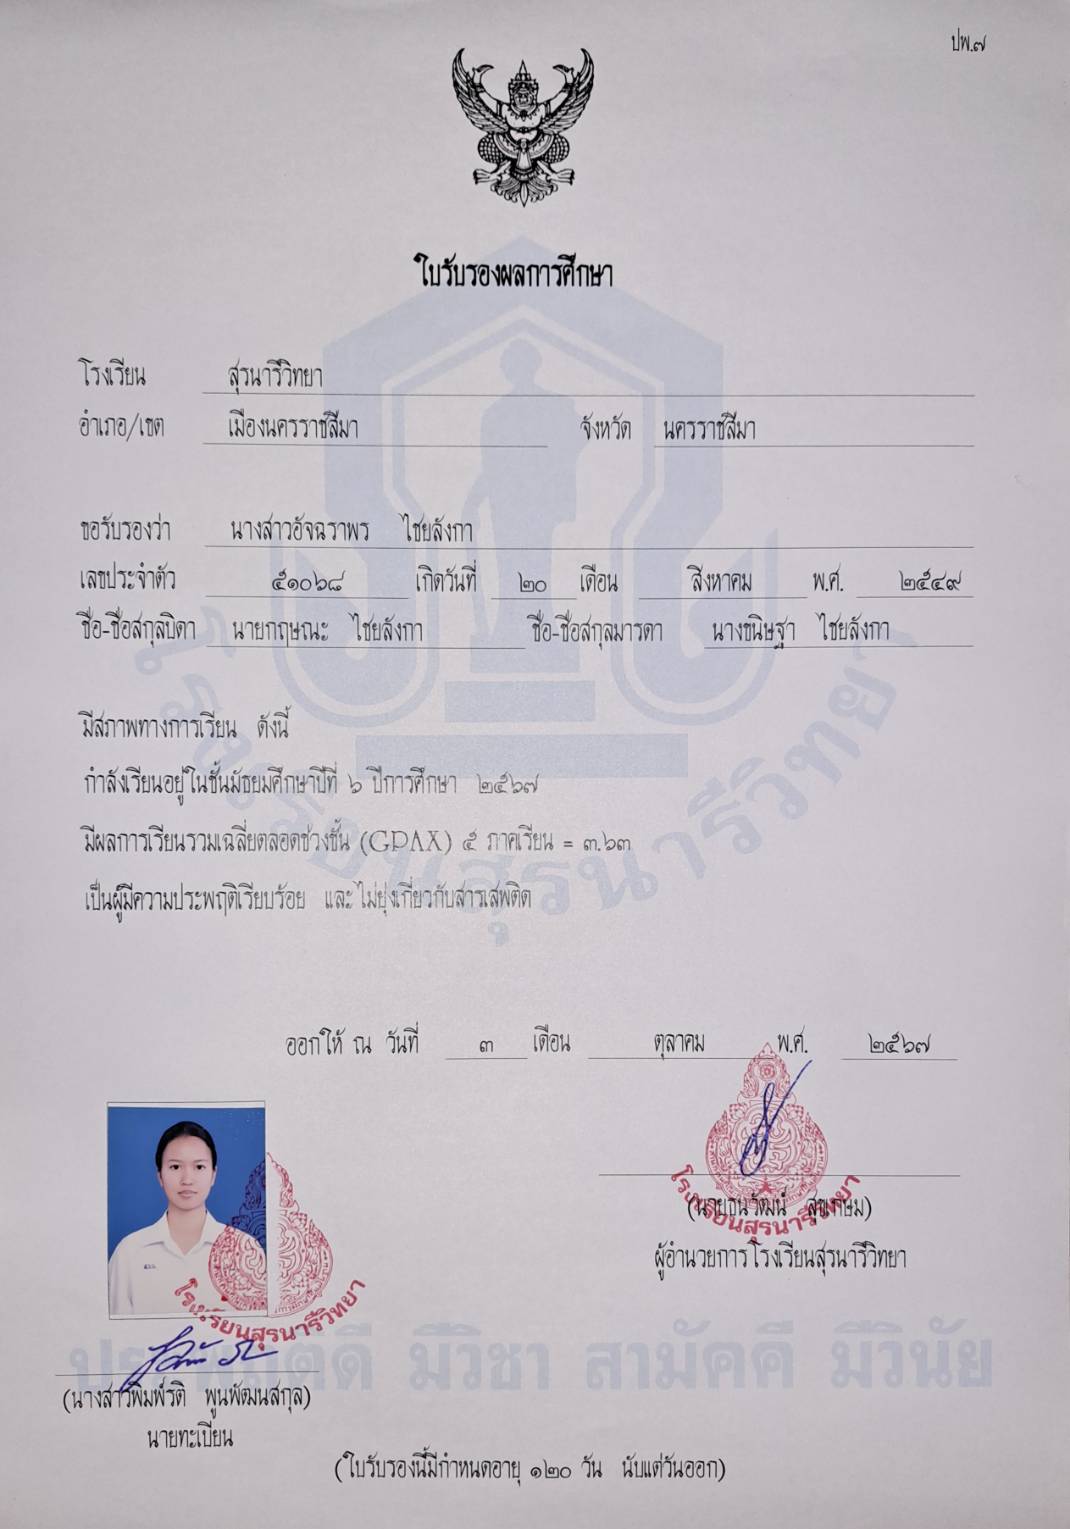 ปพ.๗
ใบรับรองผลการศึกษา
โรงเรียน สุรนารีวิทยา
อำเภอ/เขต เมืองนครราชสีมา จังหวัด นครราชสีมา
ขอรับรองว่า นางสาวอัจฉราพร ไชยลังกา
เลขประจำตัว ๕๑๐๖๘ เกิดวันที่ ๒๐ เดือน สิงหาคม พ.ศ. ๒๕๔๙
ชื่อ-ชื่อสกุลบิดา นายกฤษณะ ไชยลังกา ชื่อ-ชื่อสกุลมารดา นางขนิษฐา ไชยลังกา
มีสภาพทางการเรียน ดังนี้
กำลังเรียนอยู่ในชั้นมัธยมศึกษาปีที่ ๖ ปีการศึกษา ๒๕๖๗
มีผลการเรียนรวมเฉลี่ยตลอดช่วงชั้น (GPAX) ๕ ภาคเรียน = ๓.๖๓
เป็นผู้มีความประพฤติเรียบร้อย และไม่ยุ่งเกี่ยวกับสารเสพติด
โรงเรียนสุรนารีวิทยา
ออกให้ ณ วันที่ ๓ เดือน ตุลาคม พ.ศ. ๒๕๖๗
โรงเรียนสุรนารีวิทยา
(นายธนวัฒน์ สุขเกษม)
ผู้อำนวยการโรงเรียนสุรนารีวิทยา
โรงเรียนสุรนารีวิทยา
ประพฤติดี มีวิชา สามัคคี มีวินัย
(นางสาวพิมพ์รติ พูนพัฒนสกุล)
นายทะเบียน
(ใบรับรองนี้มีกำหนดอายุ ๑๒๐ วัน นับแต่วันออก)